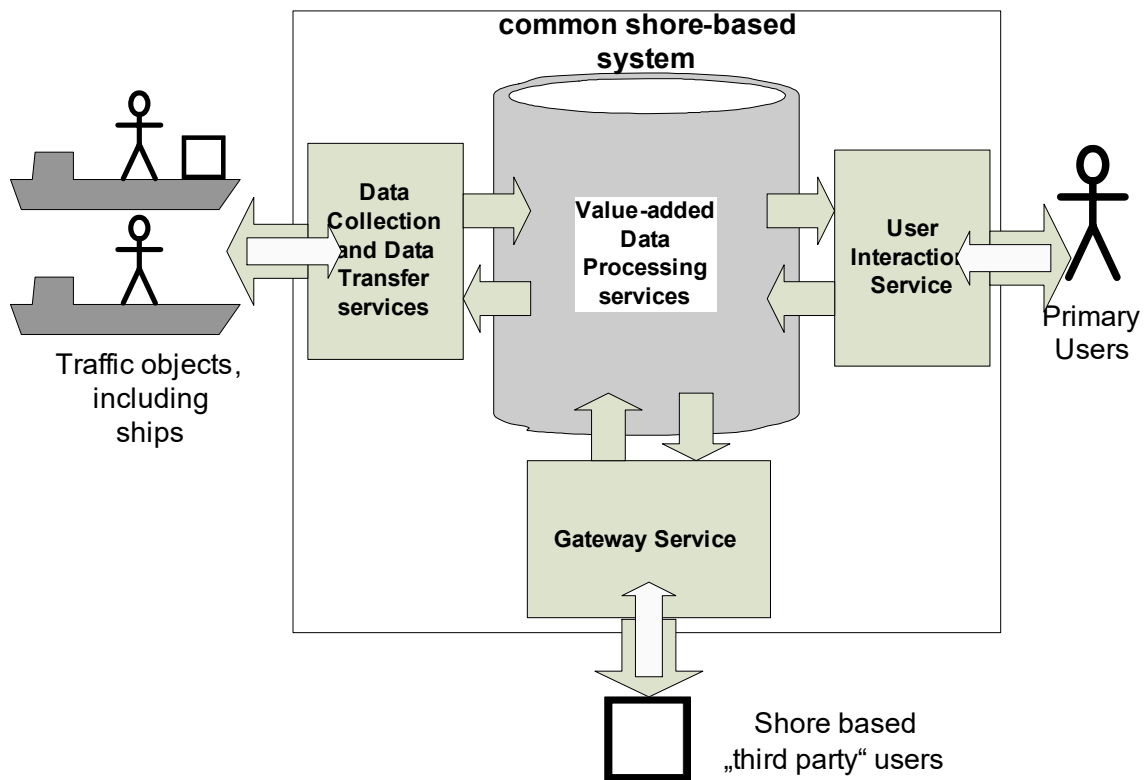 common shore-based
system
Data
Collection
and Data
Transfer
services
Value-added
Data
Processing
services
User
Interaction
Service
Primary
Users
Traffic objects,
including
ships
Gateway Service
Shore based
„third party“ users